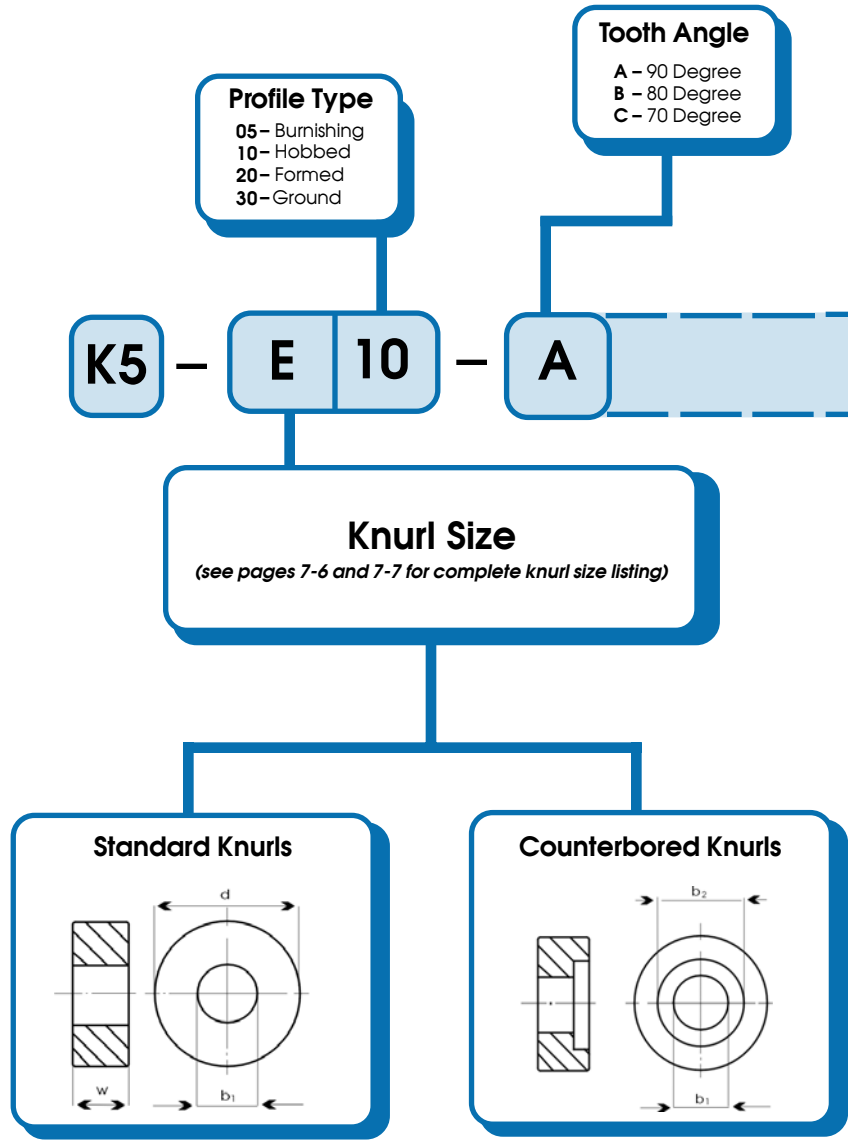 Tooth Angle
A – 90 Degree
B – 80 Degree
C – 70 Degree
Profile Type
05 – Burnishing
10 – Hobbed
20 – Formed
30 – Ground
K5 – E 10 – A
Knurl Size
(see pages 7-6 and 7-7 for complete knurl size listing)
Standard Knurls
d
w
b₁
Counterbored Knurls
b₂
b₁